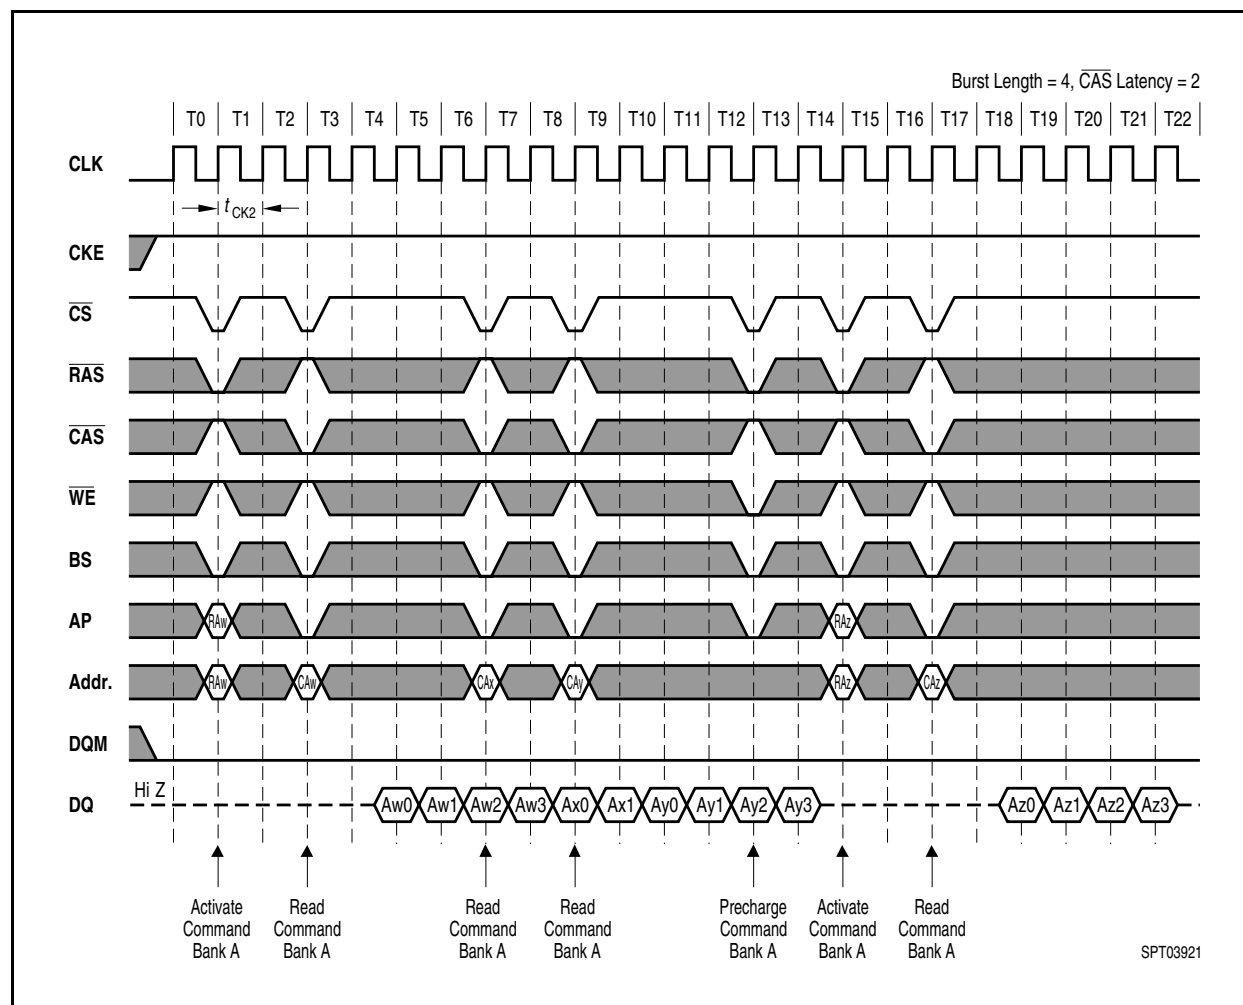 Burst Length = 4, CAS Latency = 2
T0 T1 T2 T3 T4 T5 T6 T7 T8 T9 T10 T11 T12 T13 T14 T15 T16 T17 T18 T19 T20 T21 T22
CLK
tCK2
CKE
CS
RAS
CAS
WE
BS
AP RAw RAz
Addr. RAw CAw CAx CAy RAz CAz
DQM
Hi Z
DQ Aw0 Aw1 Aw2 Aw3 Ax0 Ax1 Ay0 Ay1 Ay2 Ay3 Az0 Az1 Az2 Az3
Activate Read Read Read Precharge Activate Read
Command Command Command Command Command Command Command
Bank A Bank A Bank A Bank A Bank A Bank A Bank A
SPT03921